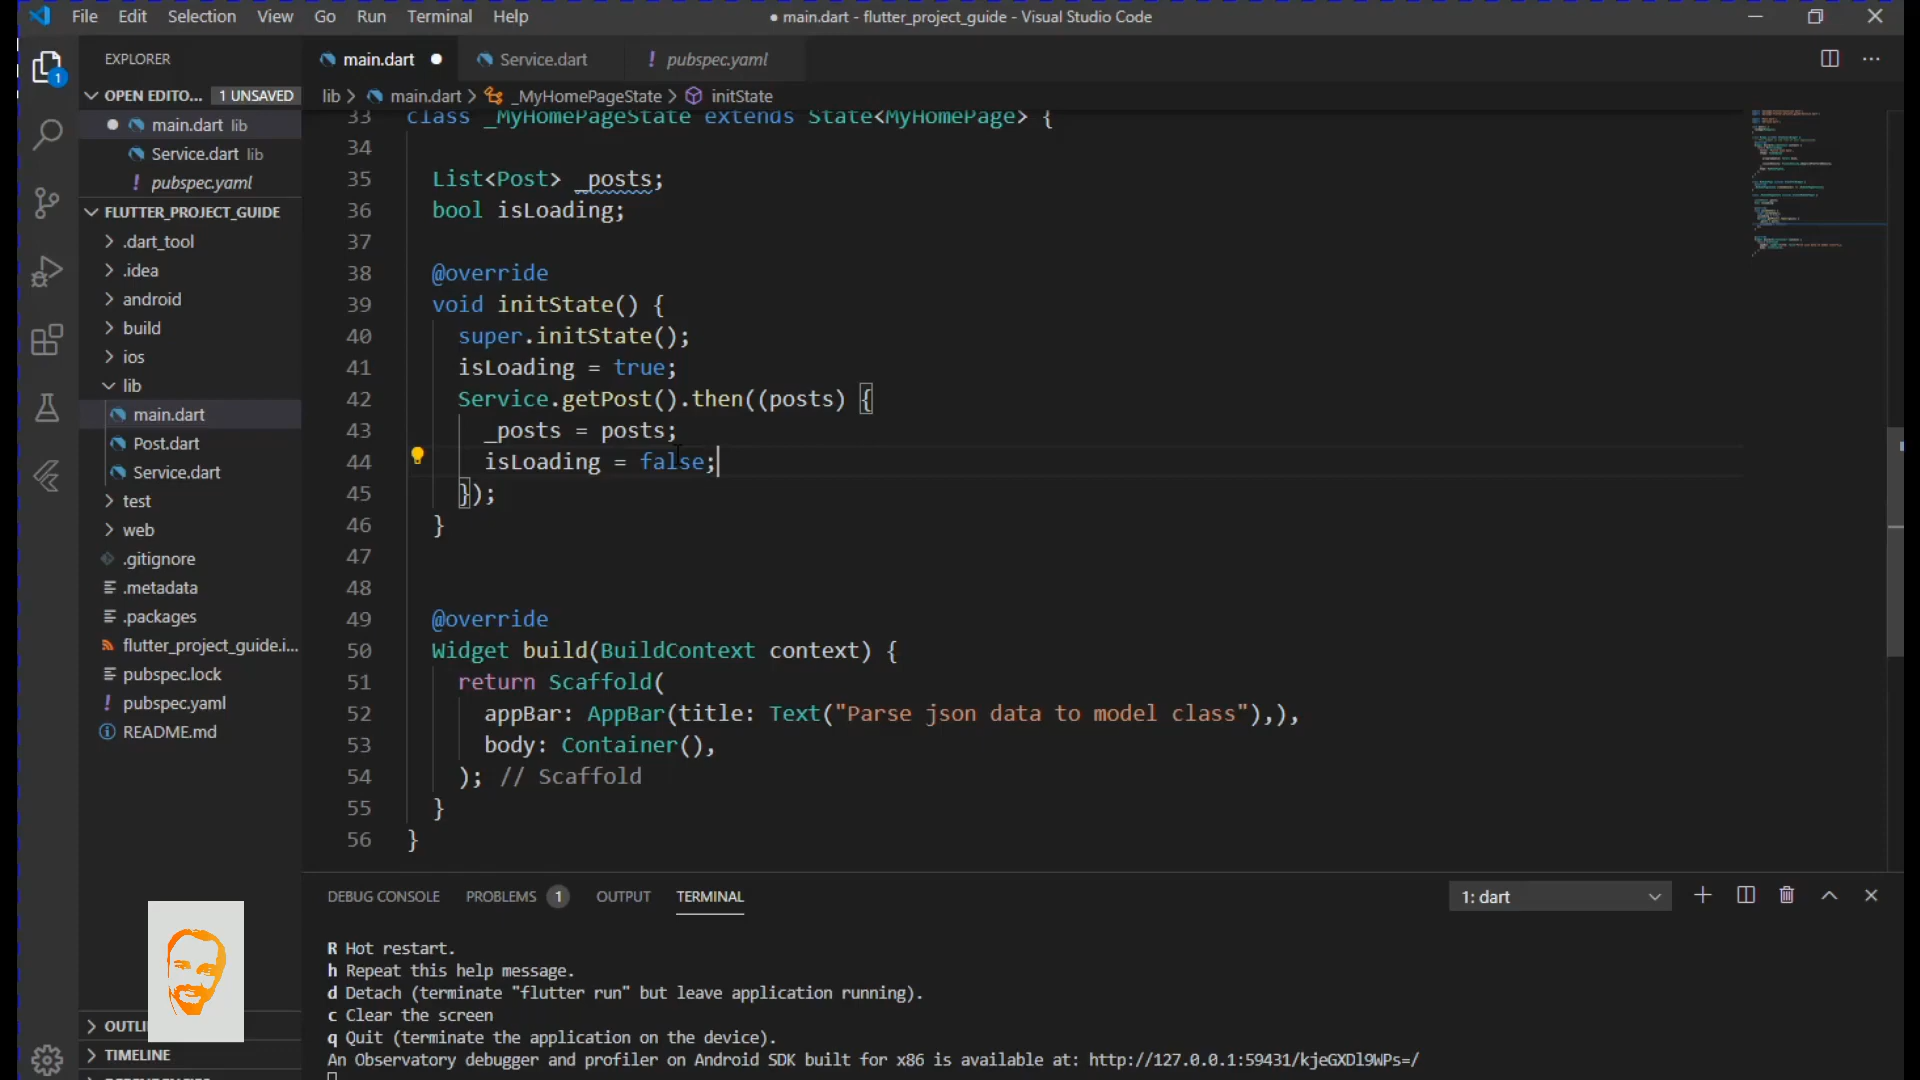 File Edit Selection View Go Run Terminal Help
● main.dart - flutter_project_guide - Visual Studio Code
EXPLORER
main.dart ●
Service.dart
! pubspec.yaml
OPEN EDITO... 1 UNSAVED
lib > main.dart > _MyHomePageState > initState
● main.dart lib
Service.dart lib
! pubspec.yaml
FLUTTER_PROJECT_GUIDE
.dart_tool
.idea
android
build
ios
lib
main.dart
Post.dart
Service.dart
test
web
.gitignore
.metadata
.packages
flutter_project_guide.i...
pubspec.lock
! pubspec.yaml
README.md
TIMELINE
1
33 class _MyHomePageState extends State<MyHomePage> {
34
35 List<Post> _posts;
36 bool isLoading;
37
38 @override
39 void initState() {
40 super.initState();
41 isLoading = true;
42 Service.getPost().then((posts) {
43 _posts = posts;
44 isLoading = false;
45 });
46 }
47
48
49 @override
50 Widget build(BuildContext context) {
51 return Scaffold(
52 appBar: AppBar(title: Text("Parse json data to model class"),),
53 body: Container(),
54 ); // Scaffold
55 }
56 }
DEBUG CONSOLE PROBLEMS 1 OUTPUT TERMINAL
1: dart
R Hot restart.
h Repeat this help message.
d Detach (terminate "flutter run" but leave application running).
c Clear the screen
q Quit (terminate the application on the device).
An Observatory debugger and profiler on Android SDK built for x86 is available at: http://127.0.0.1:59431/kjeGXDl9WPs=/